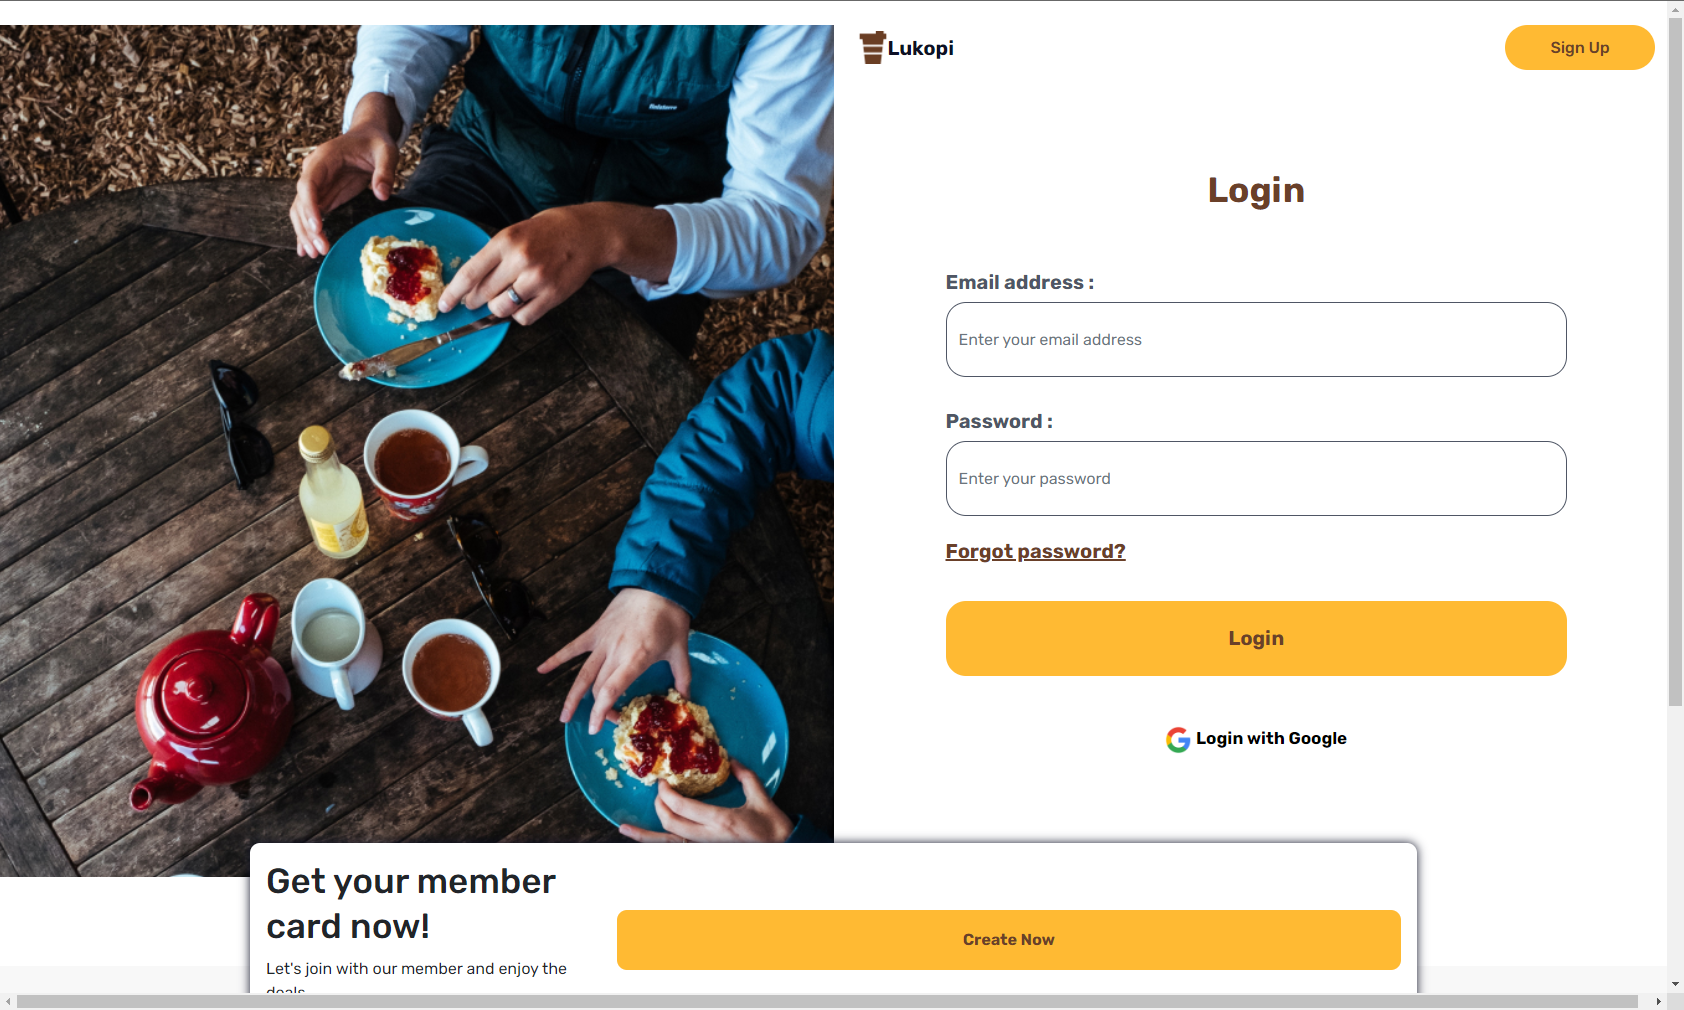 Lukopi
Sign Up
Login
Email address :
Enter your email address
Password :
Enter your password
Forgot password?
Login
Login with Google
Get your member
card now!
Let's join with our member and enjoy the
deals
Create Now